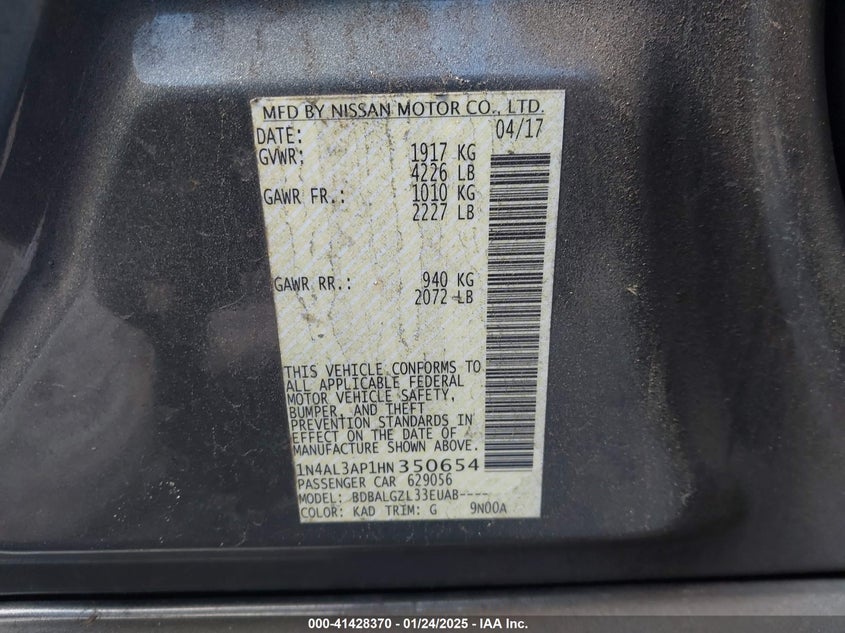 MFD BY NISSAN MOTOR CO., LTD.
DATE: 04/17
GVWR: 1917 KG
4226 LB
GAWR FR.: 1010 KG
2227 LB
GAWR RR.: 940 KG
2072 LB
THIS VEHICLE CONFORMS TO
ALL APPLICABLE FEDERAL
MOTOR VEHICLE SAFETY,
BUMPER, AND THEFT
PREVENTION STANDARDS IN
EFFECT ON THE DATE OF
MANUFACTURE SHOWN ABOVE.
1N4AL3AP1HN350654
PASSENGER CAR 629056
MODEL: BDBALGZL33EUAB----
COLOR: KAD TRIM: G 9N00A
000-41428370 - 01/24/2025 - IAA Inc.